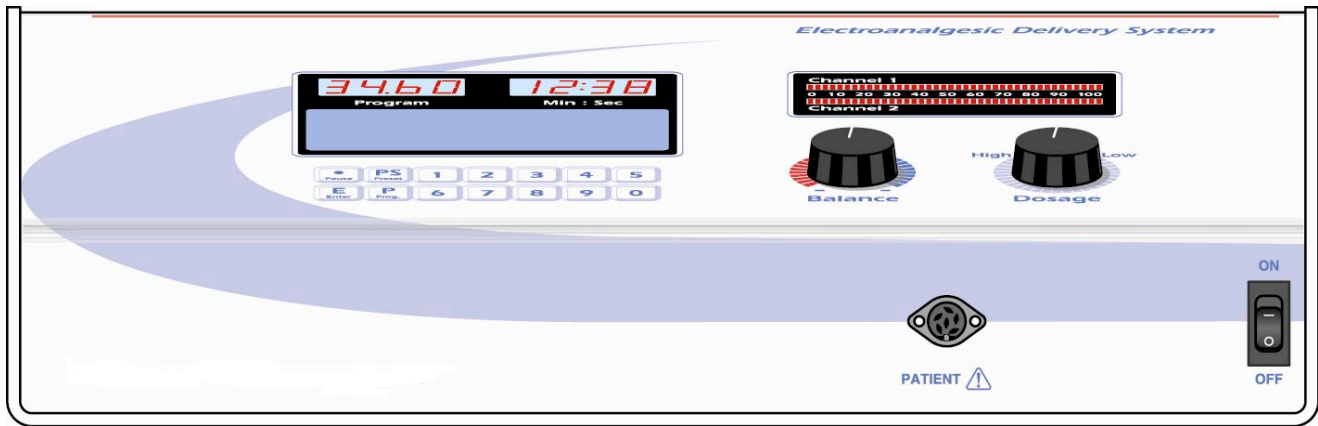 Electroanalgesic Delivery System
34.60 12:38
Program Min : Sec
Channel 1
0 10 20 30 40 50 60 70 80 90 100
Channel 2
Pause PS Preset 1 2 3 4 5
E Enter P Prog. 6 7 8 9 0
High Low
Balance Dosage
ON
OFF
PATIENT